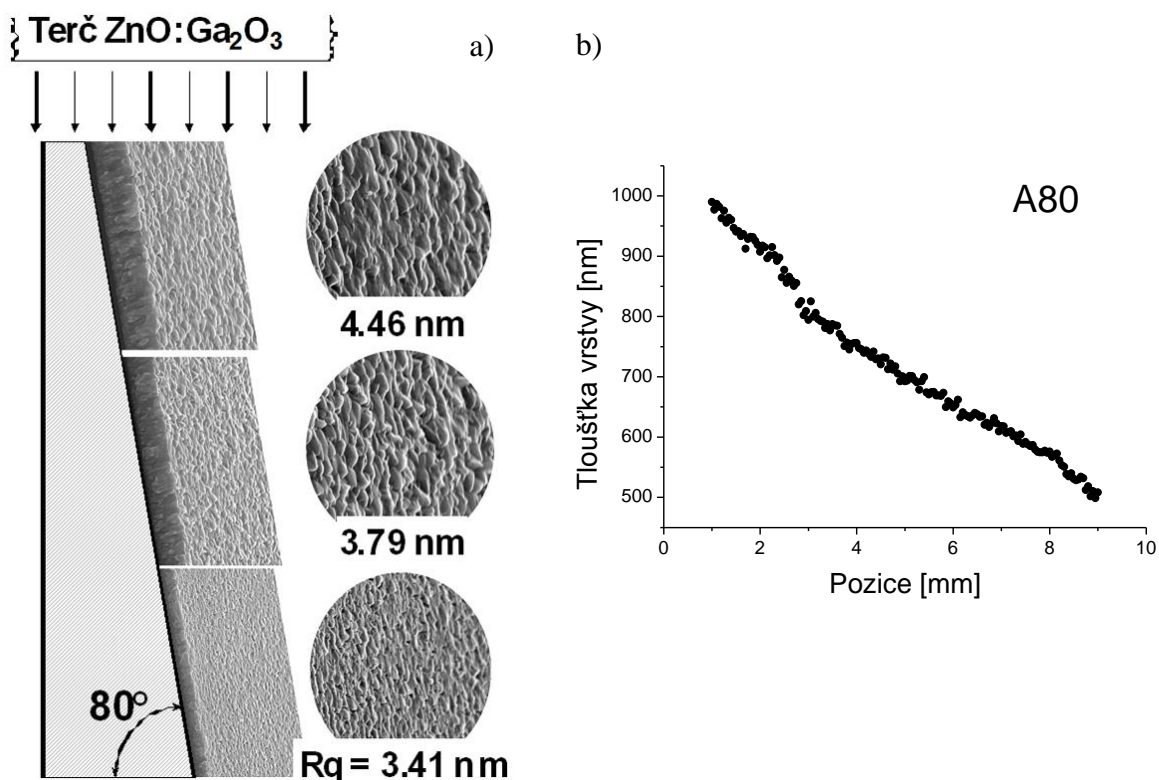 Terč ZnO:Ga₂O₃
a)
4.46 nm
3.79 nm
80°
Rq = 3.41 nm
b)
A80
Tloušťka vrstvy [nm]
1000
900
800
700
600
500
0 2 4 6 8 10
Pozice [mm]